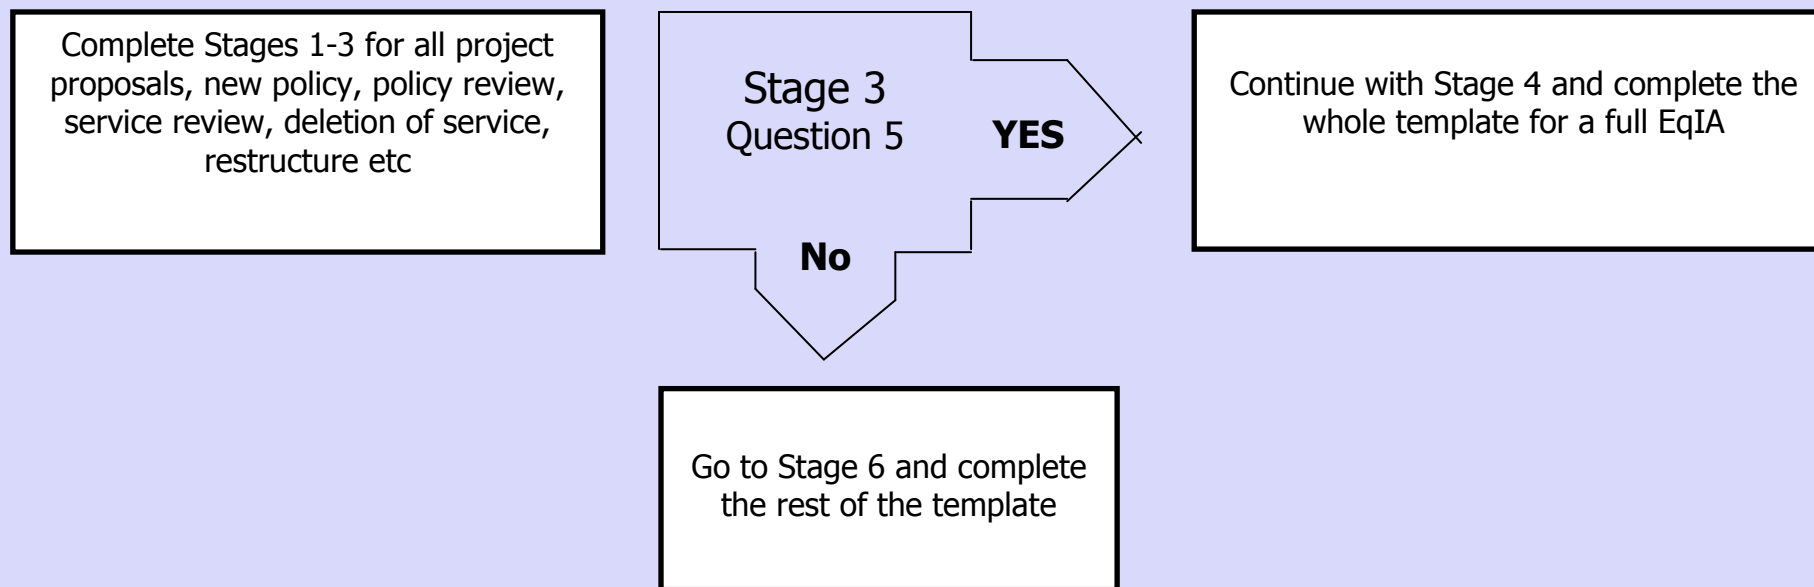 Complete Stages 1-3 for all project
proposals, new policy, policy review,
service review, deletion of service,
restructure etc
Stage 3
Question 5
YES
No
Continue with Stage 4 and complete the
whole template for a full EqIA
Go to Stage 6 and complete
the rest of the template